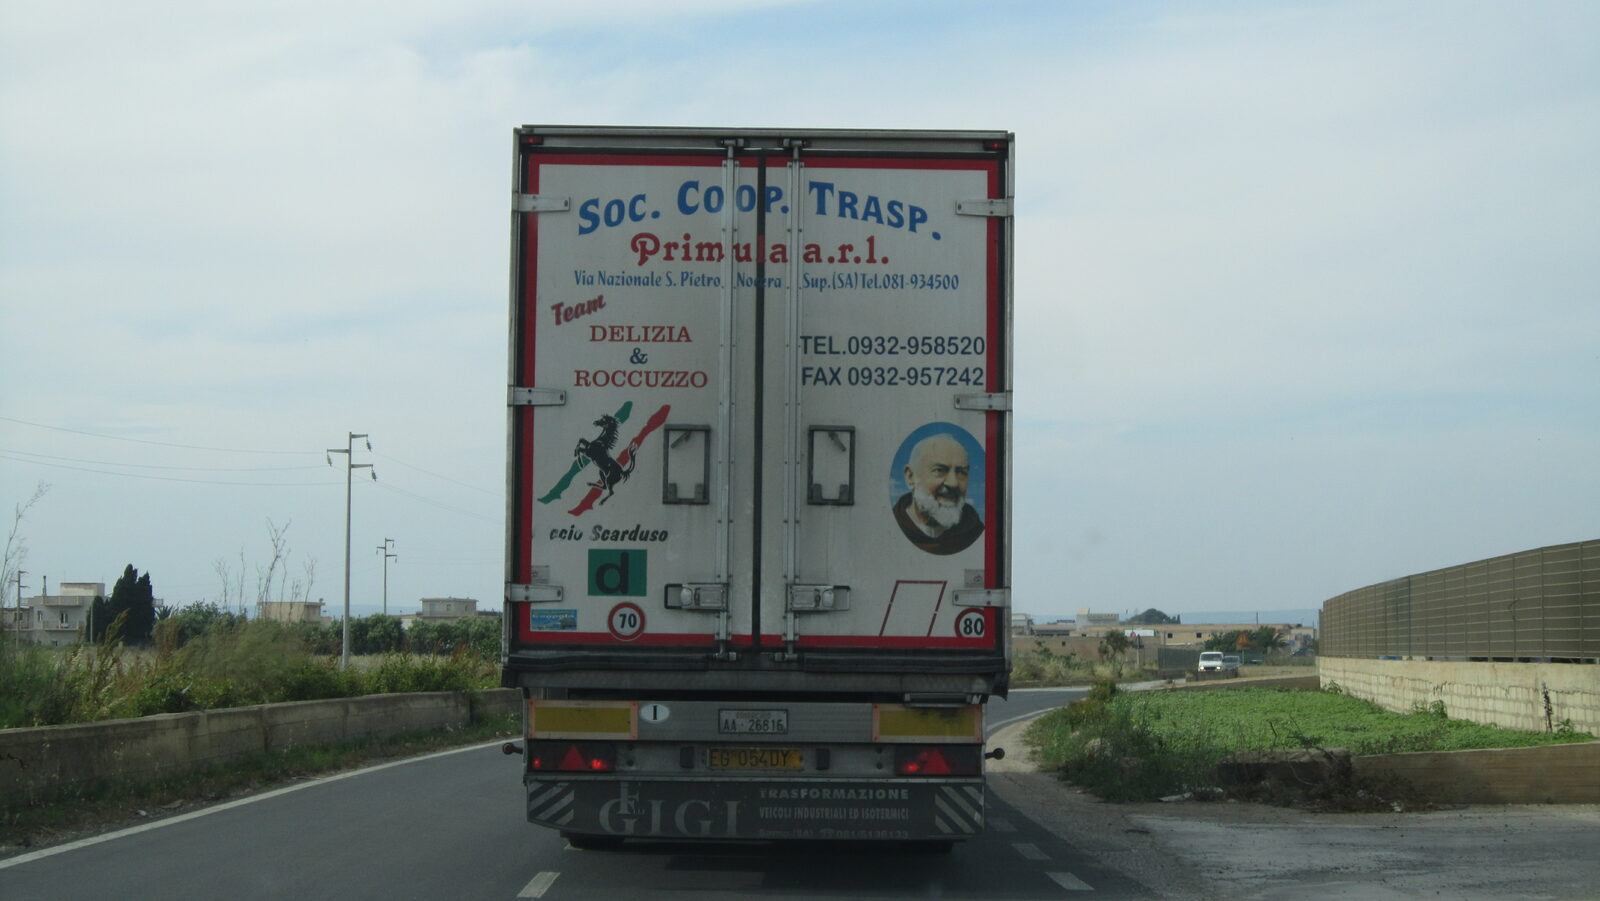 Soc. Coop. Trasp.
Primula a.r.l.
Via Nazionale S. Pietro Nocera Sup.(SA) Tel.081-934500
Team
DELIZIA
&
ROCCUZZO
TEL.0932-958520
FAX 0932-957242
ccio Scarduso
d
70
80
I
AA·26816
EG 054DY
GIGI
TRASFORMAZIONE
VEICOLI INDUSTRIALI ED ISOTERMICI